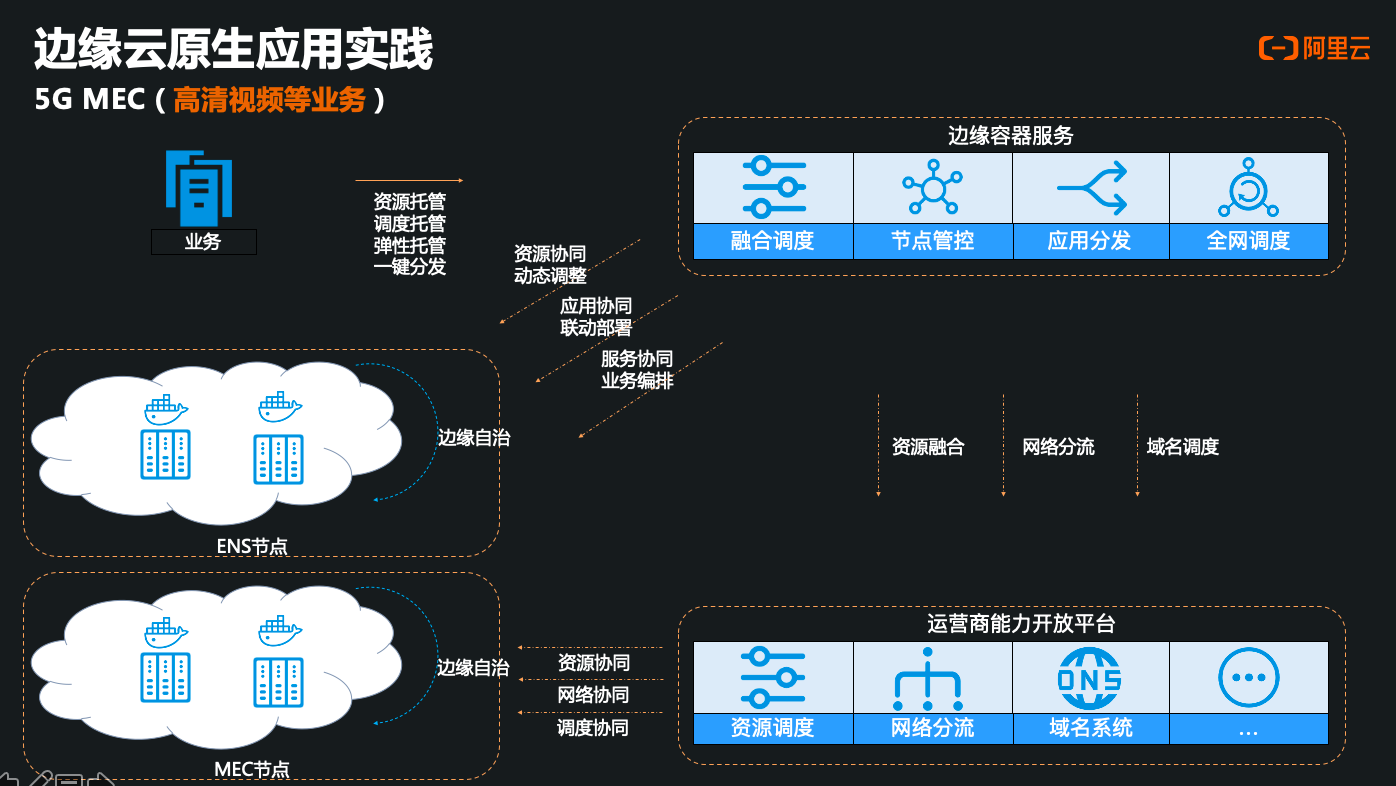 边缘云原生应用实践
阿里云
5G MEC（高清视频等业务）
业务
资源托管
调度托管
弹性托管
一键分发
边缘容器服务
融合调度
节点管控
应用分发
全网调度
资源协同
动态调整
应用协同
联动部署
服务协同
业务编排
边缘自治
ENS节点
资源融合
网络分流
域名调度
边缘自治
MEC节点
资源协同
网络协同
调度协同
运营商能力开放平台
DNS
资源调度
网络分流
域名系统
...